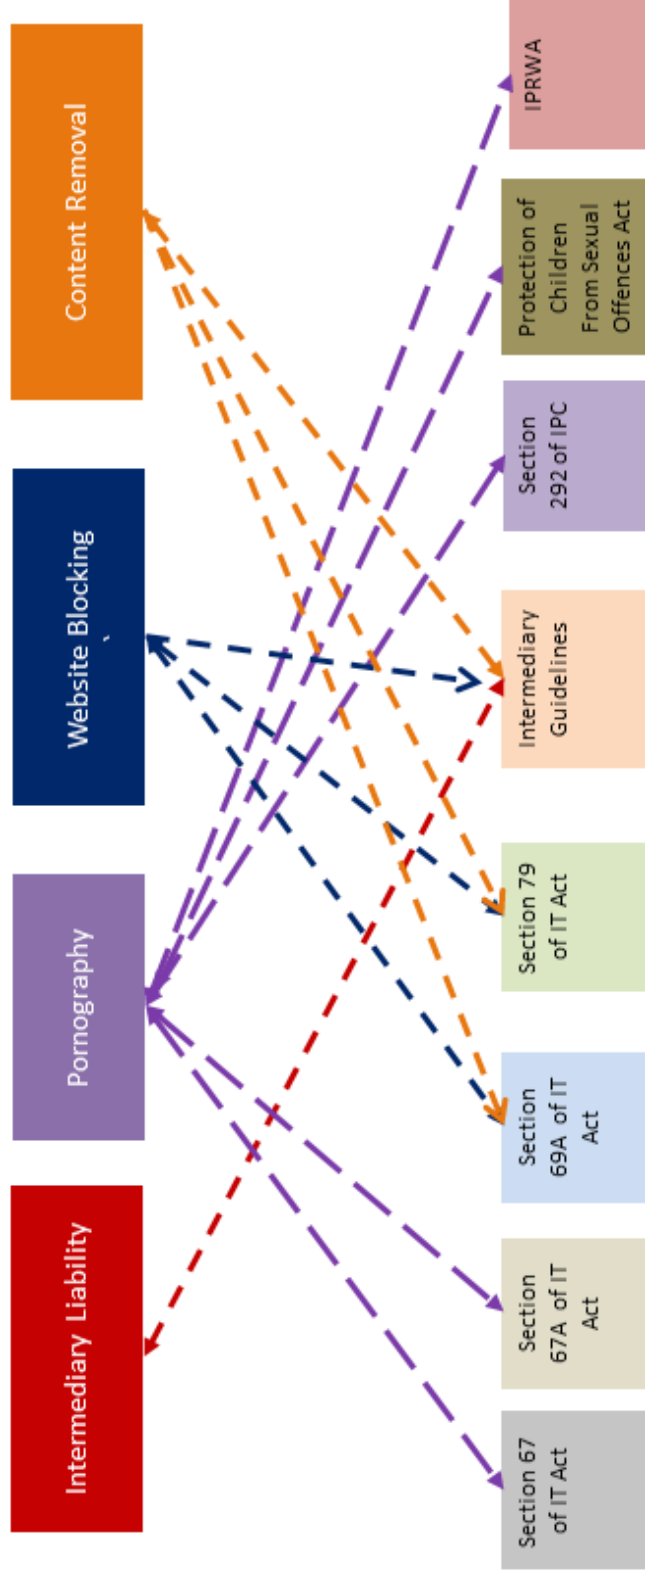 Intermediary Liability
Pornography
Website Blocking
`
Content Removal
Section 67
of IT Act
Section
67A of IT
Act
Section
69A of IT
Act
Section 79
of IT Act
Intermediary
Guidelines
Section
292 of IPC
Protection of
Children
From Sexual
Offences Act
IPRWA